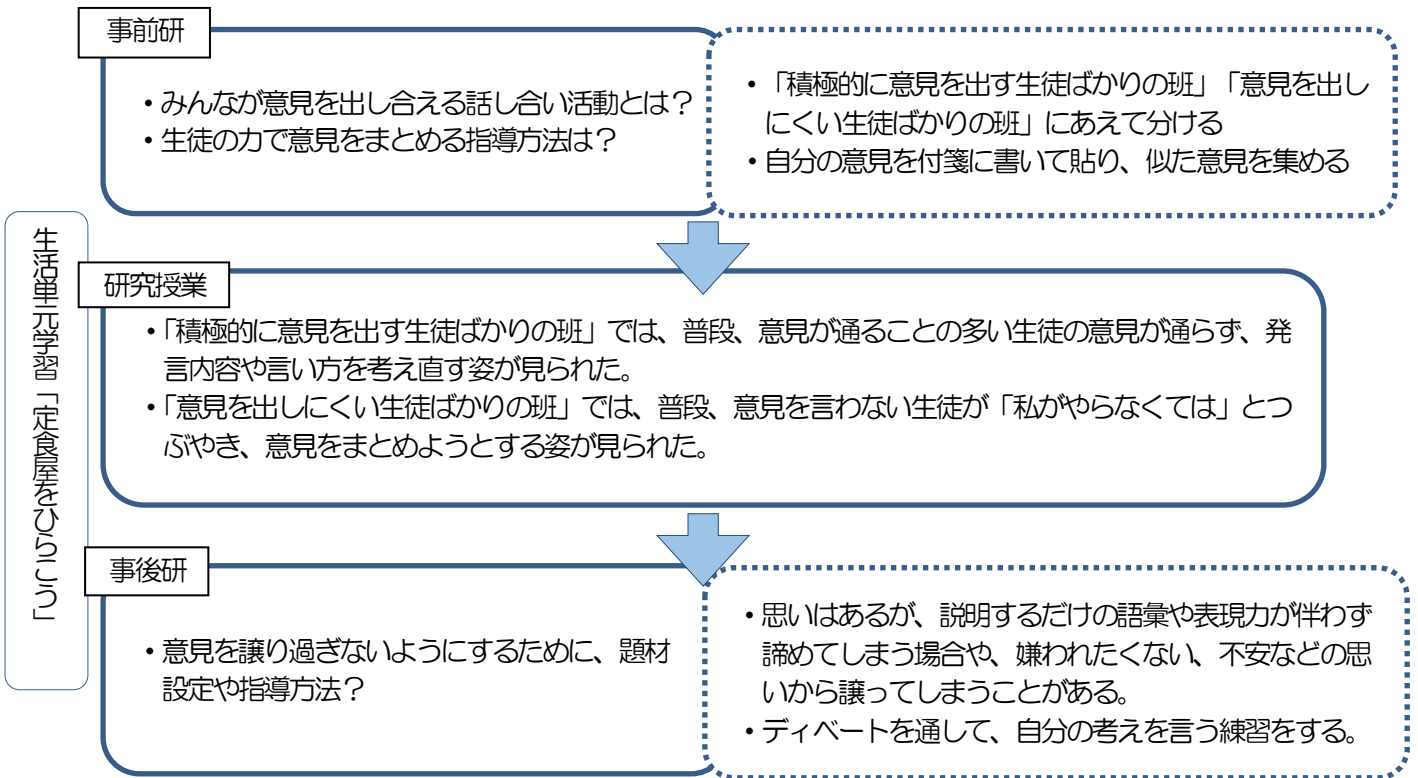 事前研
・みんなが意見を出し合える話し合い活動とは？
・生徒の力で意見をまとめる指導方法は？
・「積極的に意見を出す生徒ばかりの班」「意見を出し
にくい生徒ばかりの班」にあえて分ける
・自分の意見を付箋に書いて貼り、似た意見を集める
生活単元学習「定食屋をひらこう」
研究授業
・「積極的に意見を出す生徒ばかりの班」では、普段、意見が通ることの多い生徒の意見が通らず、発
言内容や言い方を考え直す姿が見られた。
・「意見を出しにくい生徒ばかりの班」では、普段、意見を言わない生徒が「私がやらなくては」とつ
ぶやき、意見をまとめようとする姿が見られた。
事後研
・意見を譲り過ぎないようにするために、題材
設定や指導方法？
・思いはあるが、説明するだけの語彙や表現力が伴わず
諦めてしまう場合や、嫌われたくない、不安などの思
いから譲ってしまうことがある。
・ディベートを通して、自分の考えを言う練習をする。